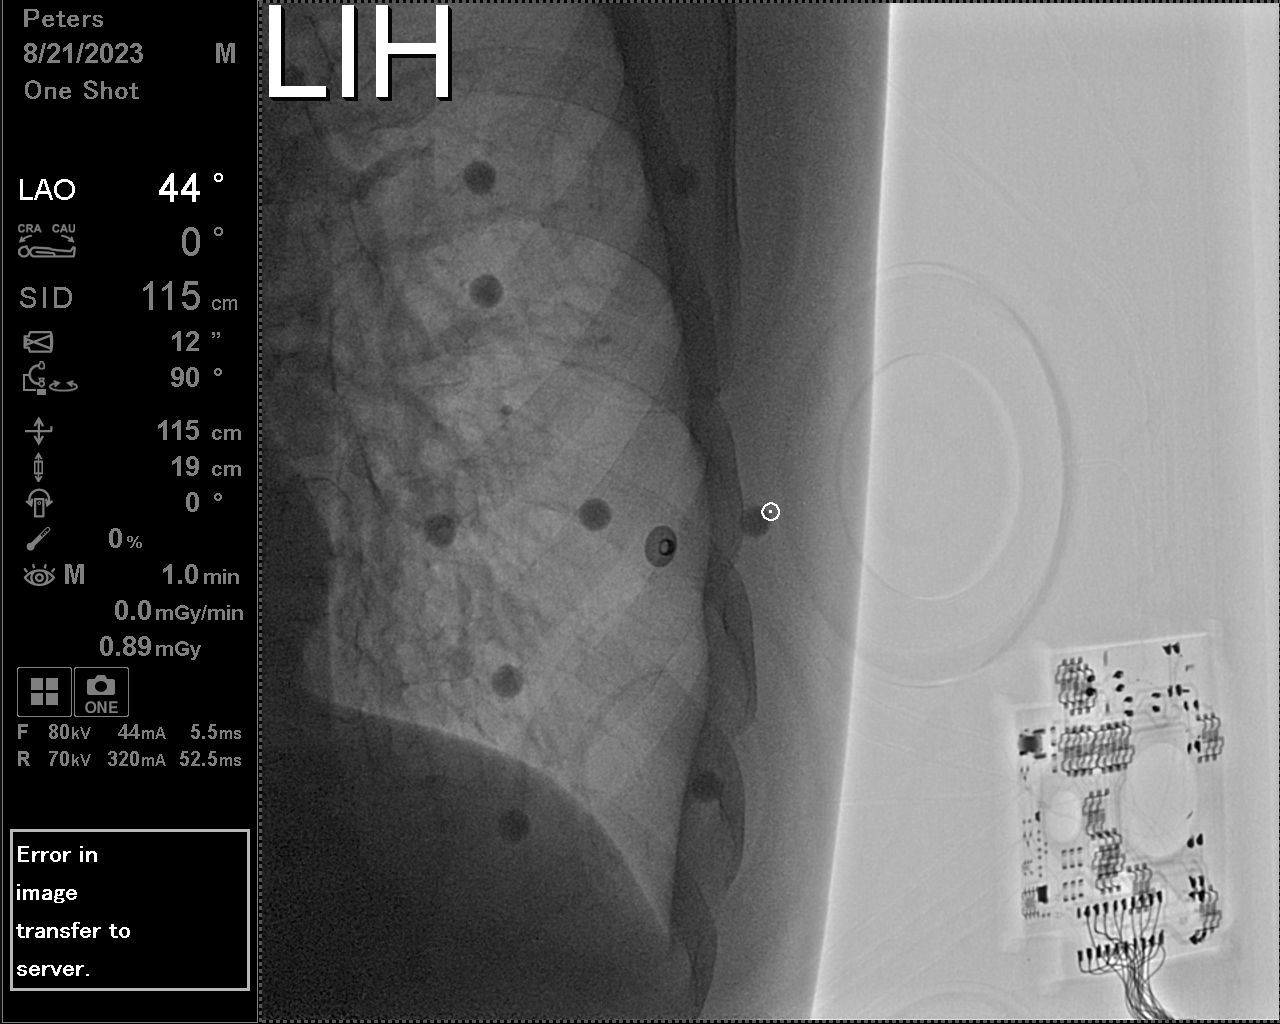 Peters
8/21/2023 M
One Shot
LIH
LAO 44 °
CRA CAU 0 °
SID 115 cm
12 ”
90 °
115 cm
19 cm
0 °
0 %
M 1.0 min
0.0 mGy/min
0.89 mGy
ONE
F 80kV 44mA 5.5ms
R 70kV 320mA 52.5ms
Error in
image
transfer to
server.